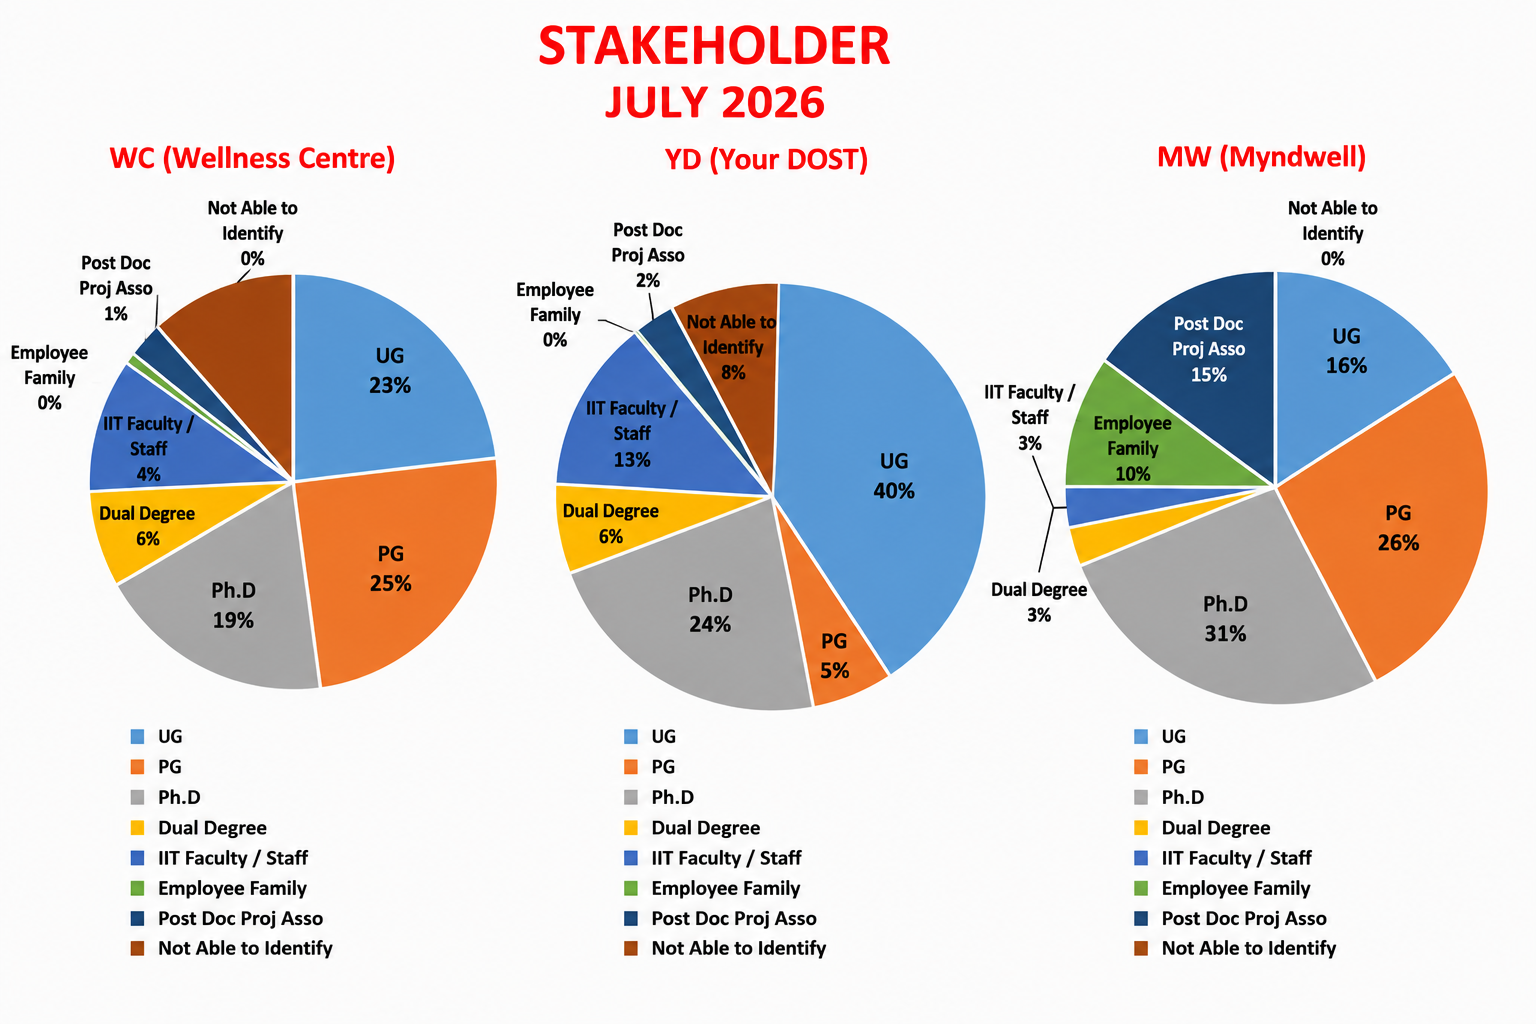 STAKEHOLDER
JULY 2026
WC (Wellness Centre)
Not Able to
Identify
0%
Post Doc
Proj Asso
1%
Employee
Family
0%
UG
23%
IIT Faculty /
Staff
4%
Dual Degree
6%
PG
25%
Ph.D
19%
UG
PG
Ph.D
Dual Degree
IIT Faculty / Staff
Employee Family
Post Doc Proj Asso
Not Able to Identify
YD (Your DOST)
Post Doc
Proj Asso
2%
Employee
Family
0%
Not Able to
Identify
8%
IIT Faculty /
Staff
13%
UG
40%
Dual Degree
6%
Ph.D
24%
PG
5%
UG
PG
Ph.D
Dual Degree
IIT Faculty / Staff
Employee Family
Post Doc Proj Asso
Not Able to Identify
MW (Myndwell)
Not Able to
Identify
0%
Post Doc
Proj Asso
15%
UG
16%
IIT Faculty /
Staff
3%
Employee
Family
10%
PG
26%
Dual Degree
3%
Ph.D
31%
UG
PG
Ph.D
Dual Degree
IIT Faculty / Staff
Employee Family
Post Doc Proj Asso
Not Able to Identify